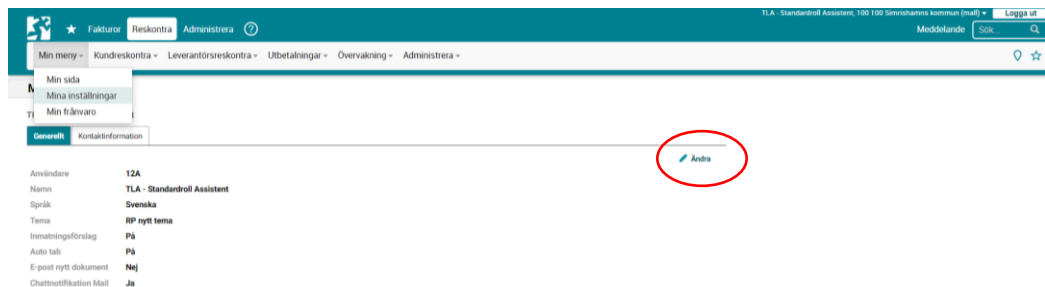 TLA - Standardroll Assistent, 100 100 Simrishamns kommun (mall) Logga ut
Fakturor Reskontra Administrera ? Meddelande Sök...
Min meny Kundreskontra Leverantörsreskontra Utbetalningar Övervakning Administrera
Min sida
Mina inställningar
Min frånvaro
Generellt Kontaktinformation
Ändra
Användare 12A
Namn TLA - Standardroll Assistent
Språk Svenska
Tema RP nytt tema
Inmatningsförslag På
Auto tab På
E-post nytt dokument Nej
Chattnotifikation Mail Ja